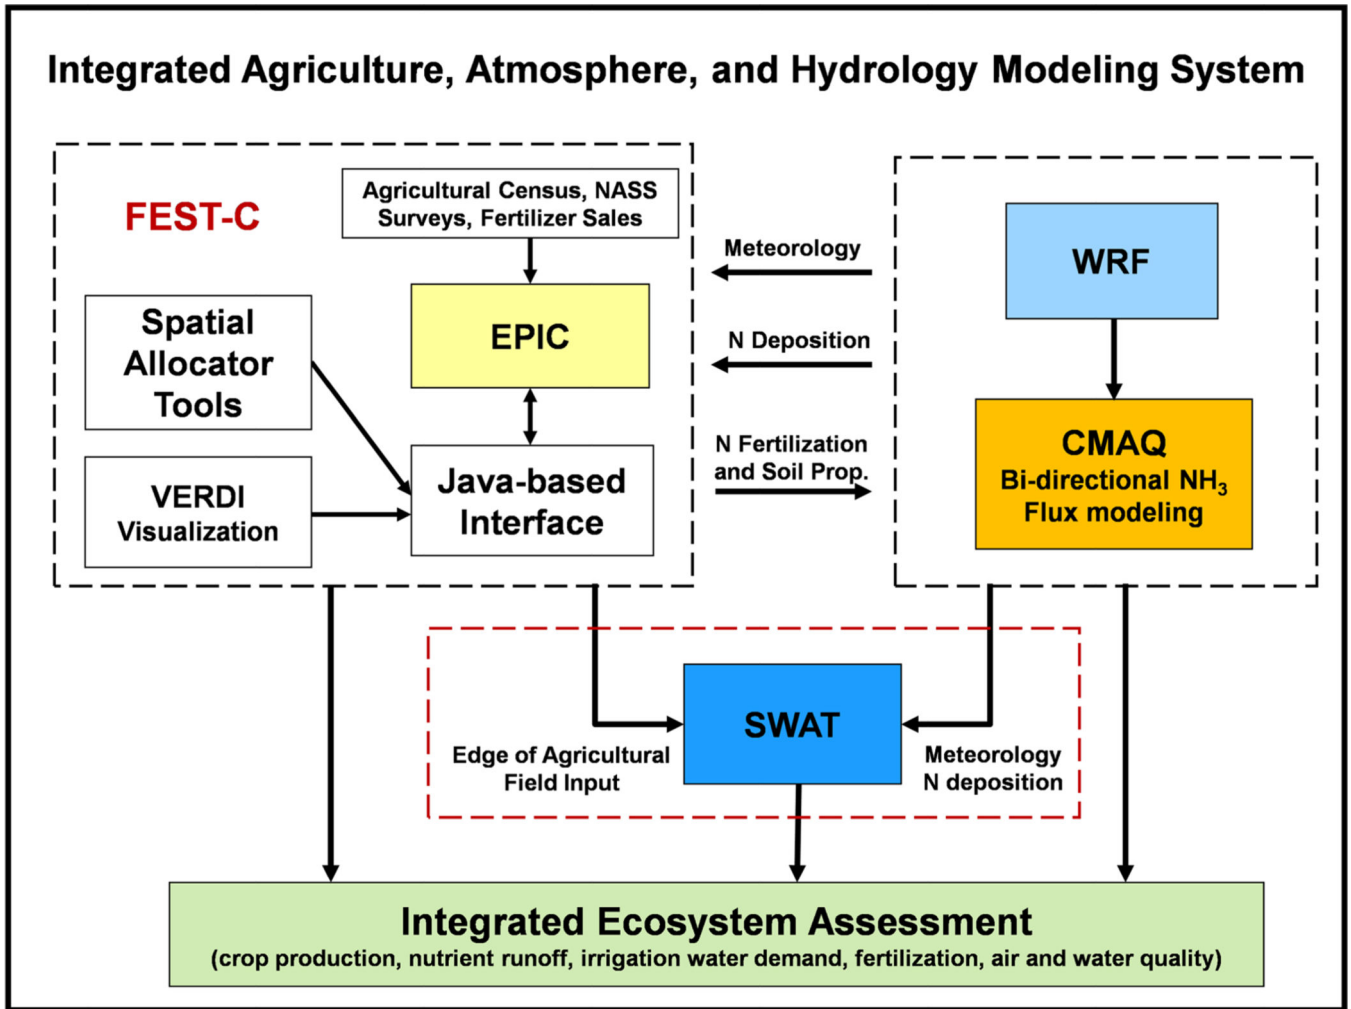 Integrated Agriculture, Atmosphere, and Hydrology Modeling System
FEST-C
Agricultural Census, NASS
Surveys, Fertilizer Sales
EPIC
Spatial
Allocator
Tools
VERDI
Visualization
Java-based
Interface
Meteorology
N Deposition
N Fertilization
and Soil Prop.
WRF
CMAQ
Bi-directional NH₃
Flux modeling
SWAT
Edge of Agricultural
Field Input
Meteorology
N deposition
Integrated Ecosystem Assessment
(crop production, nutrient runoff, irrigation water demand, fertilization, air and water quality)